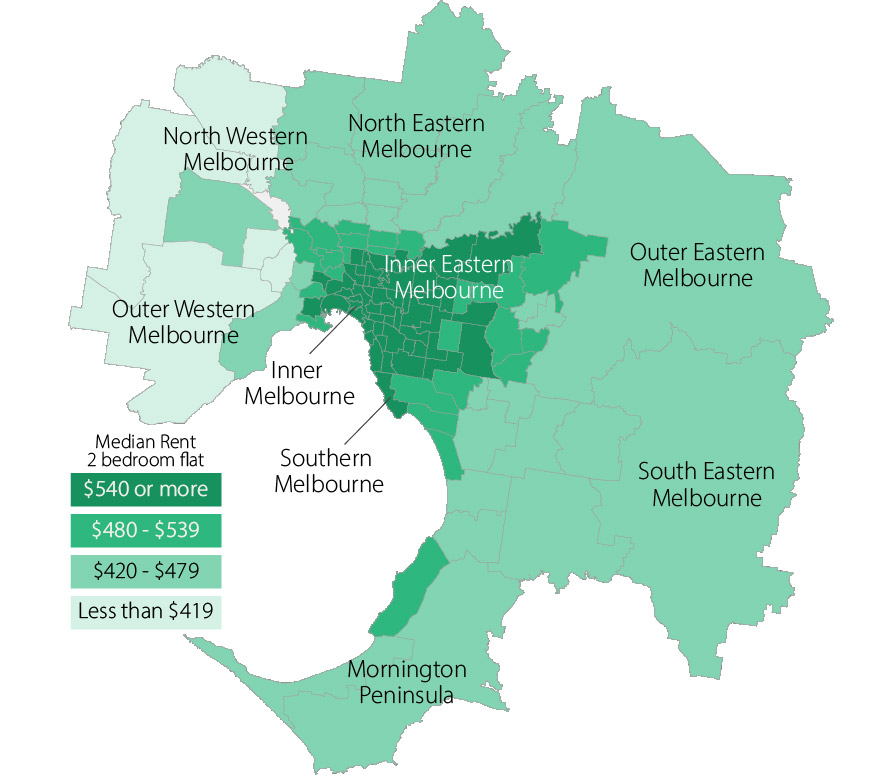 North Western
Melbourne
North Eastern
Melbourne
Inner Eastern
Melbourne
Outer Eastern
Melbourne
Outer Western
Melbourne
Inner
Melbourne
Southern
Melbourne
South Eastern
Melbourne
Mornington
Peninsula
Median Rent
2 bedroom flat
$540 or more
$480 - $539
$420 - $479
Less than $419